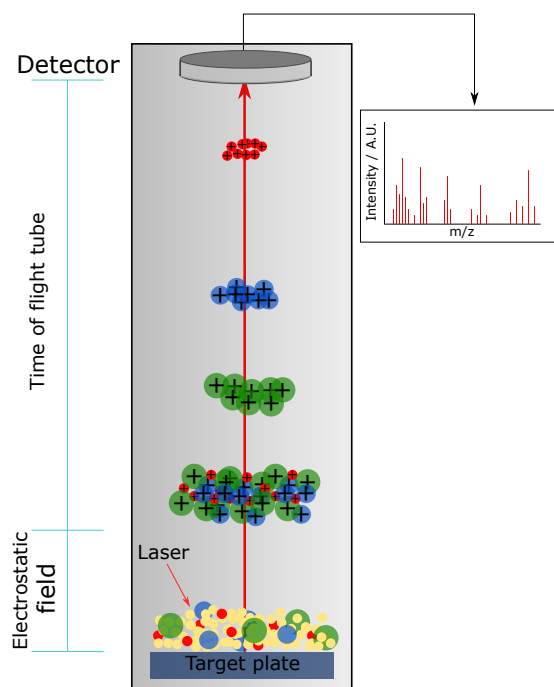 Detector
Time of flight tube
Electrostatic
field
Laser
Target plate
Intensity / A.U.
m/z